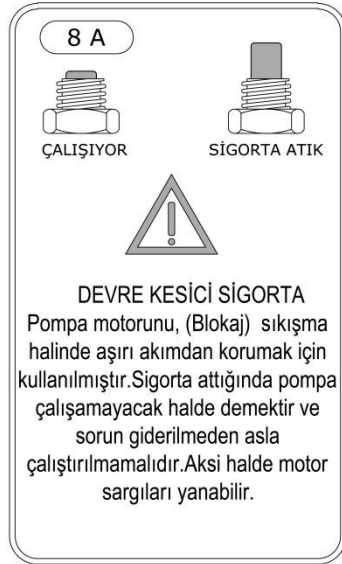 8 A
ÇALIŞIYOR SİGORTA ATIK
DEVRE KESİCİ SİGORTA
Pompa motorunu, (Blokaj) sıkışma
halinde aşırı akımdan korumak için
kullanılmıştır.Sigorta attığında pompa
çalışamayacak halde demektir ve
sorun giderilmeden asla
çalıştırılmamalıdır.Aksi halde motor
sargıları yanabilir.